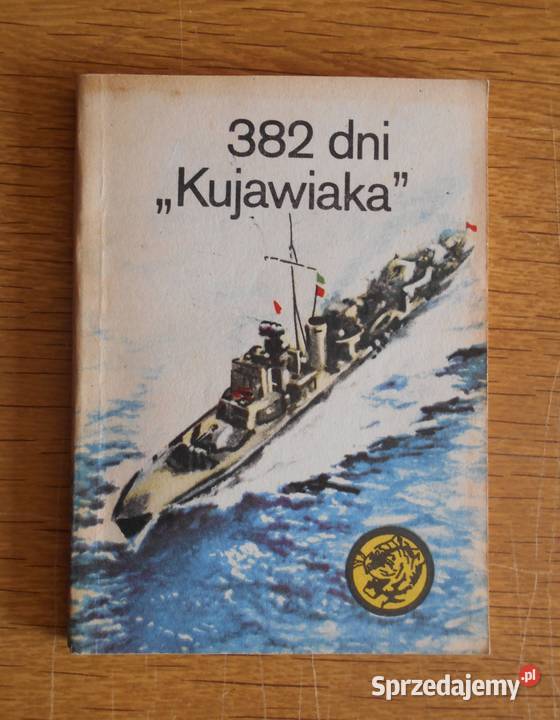 382 dni
„Kujawiaka”
Sprzedajemy.pl